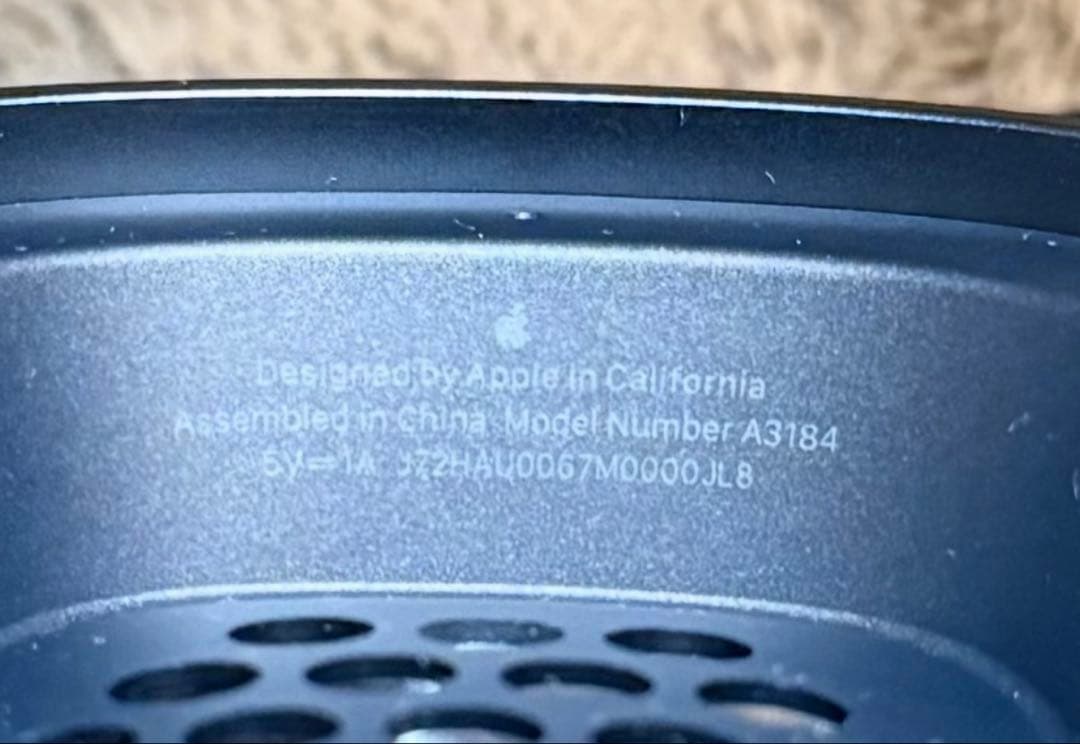 Designed by Apple in California
Assembled in China Model Number A3184
5V⎓1A JZ2HAU0067M0000JL8